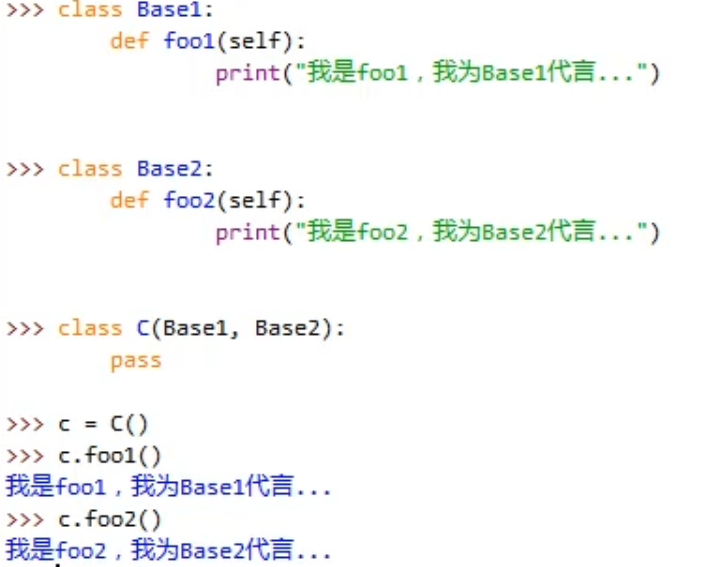 >>> class Base1:
        def foo1(self):
                print("我是foo1，我为Base1代言...")
>>> class Base2:
        def foo2(self):
                print("我是foo2，我为Base2代言...")
>>> class C(Base1, Base2):
        pass
>>> c = C()
>>> c.foo1()
我是foo1，我为Base1代言...
>>> c.foo2()
我是foo2，我为Base2代言...